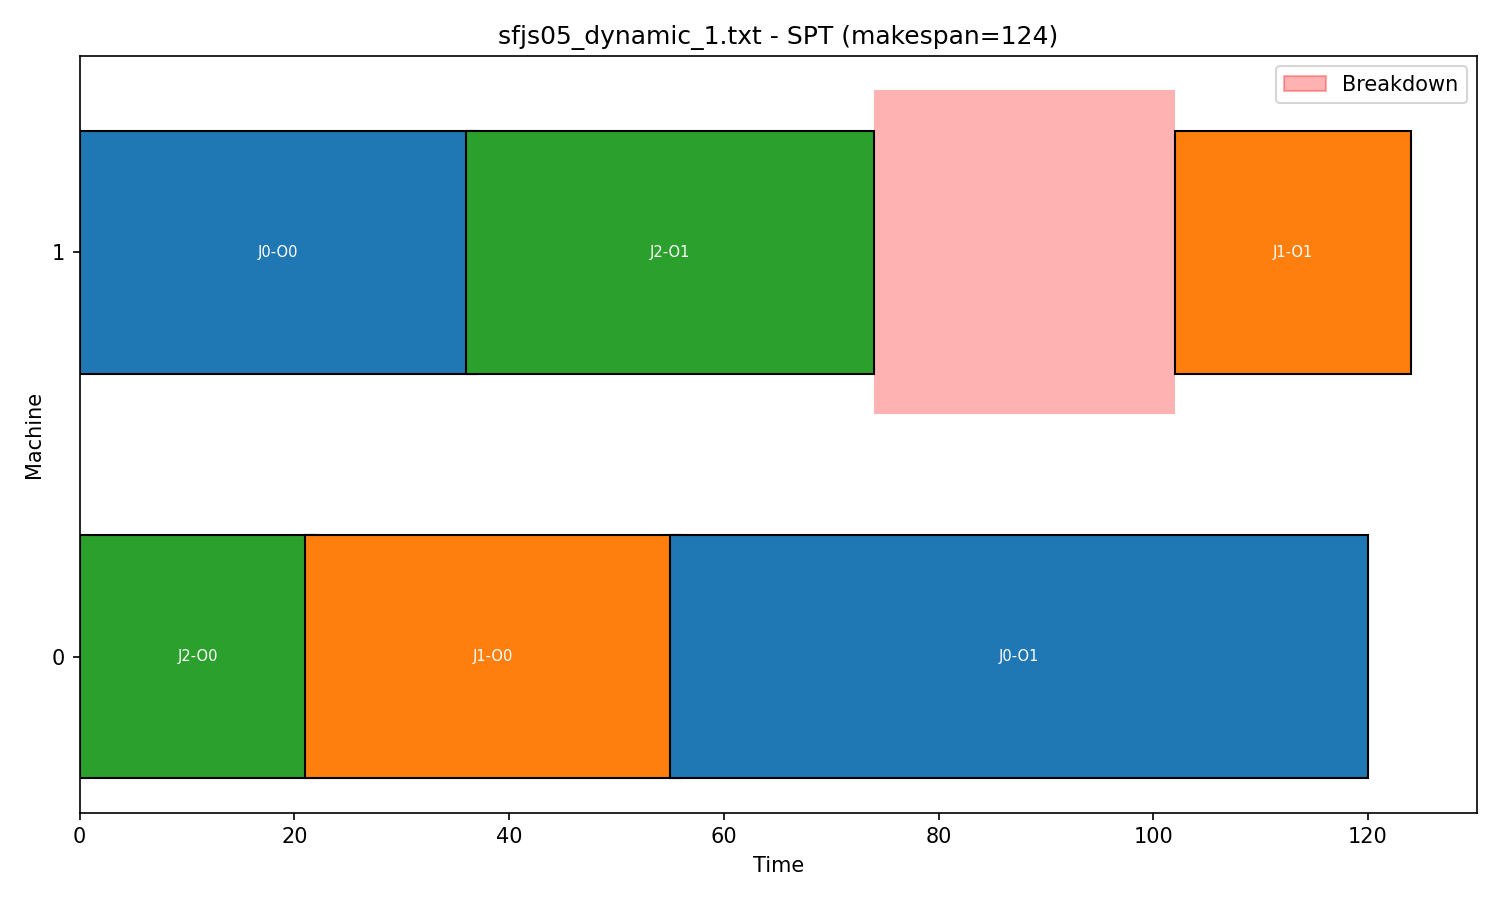 sfjs05_dynamic_1.txt - SPT (makespan=124)
Breakdown
Machine
1
J0-O0
J2-O1
J1-O1
0
J2-O0
J1-O0
J0-O1
0 20 40 60 80 100 120
Time